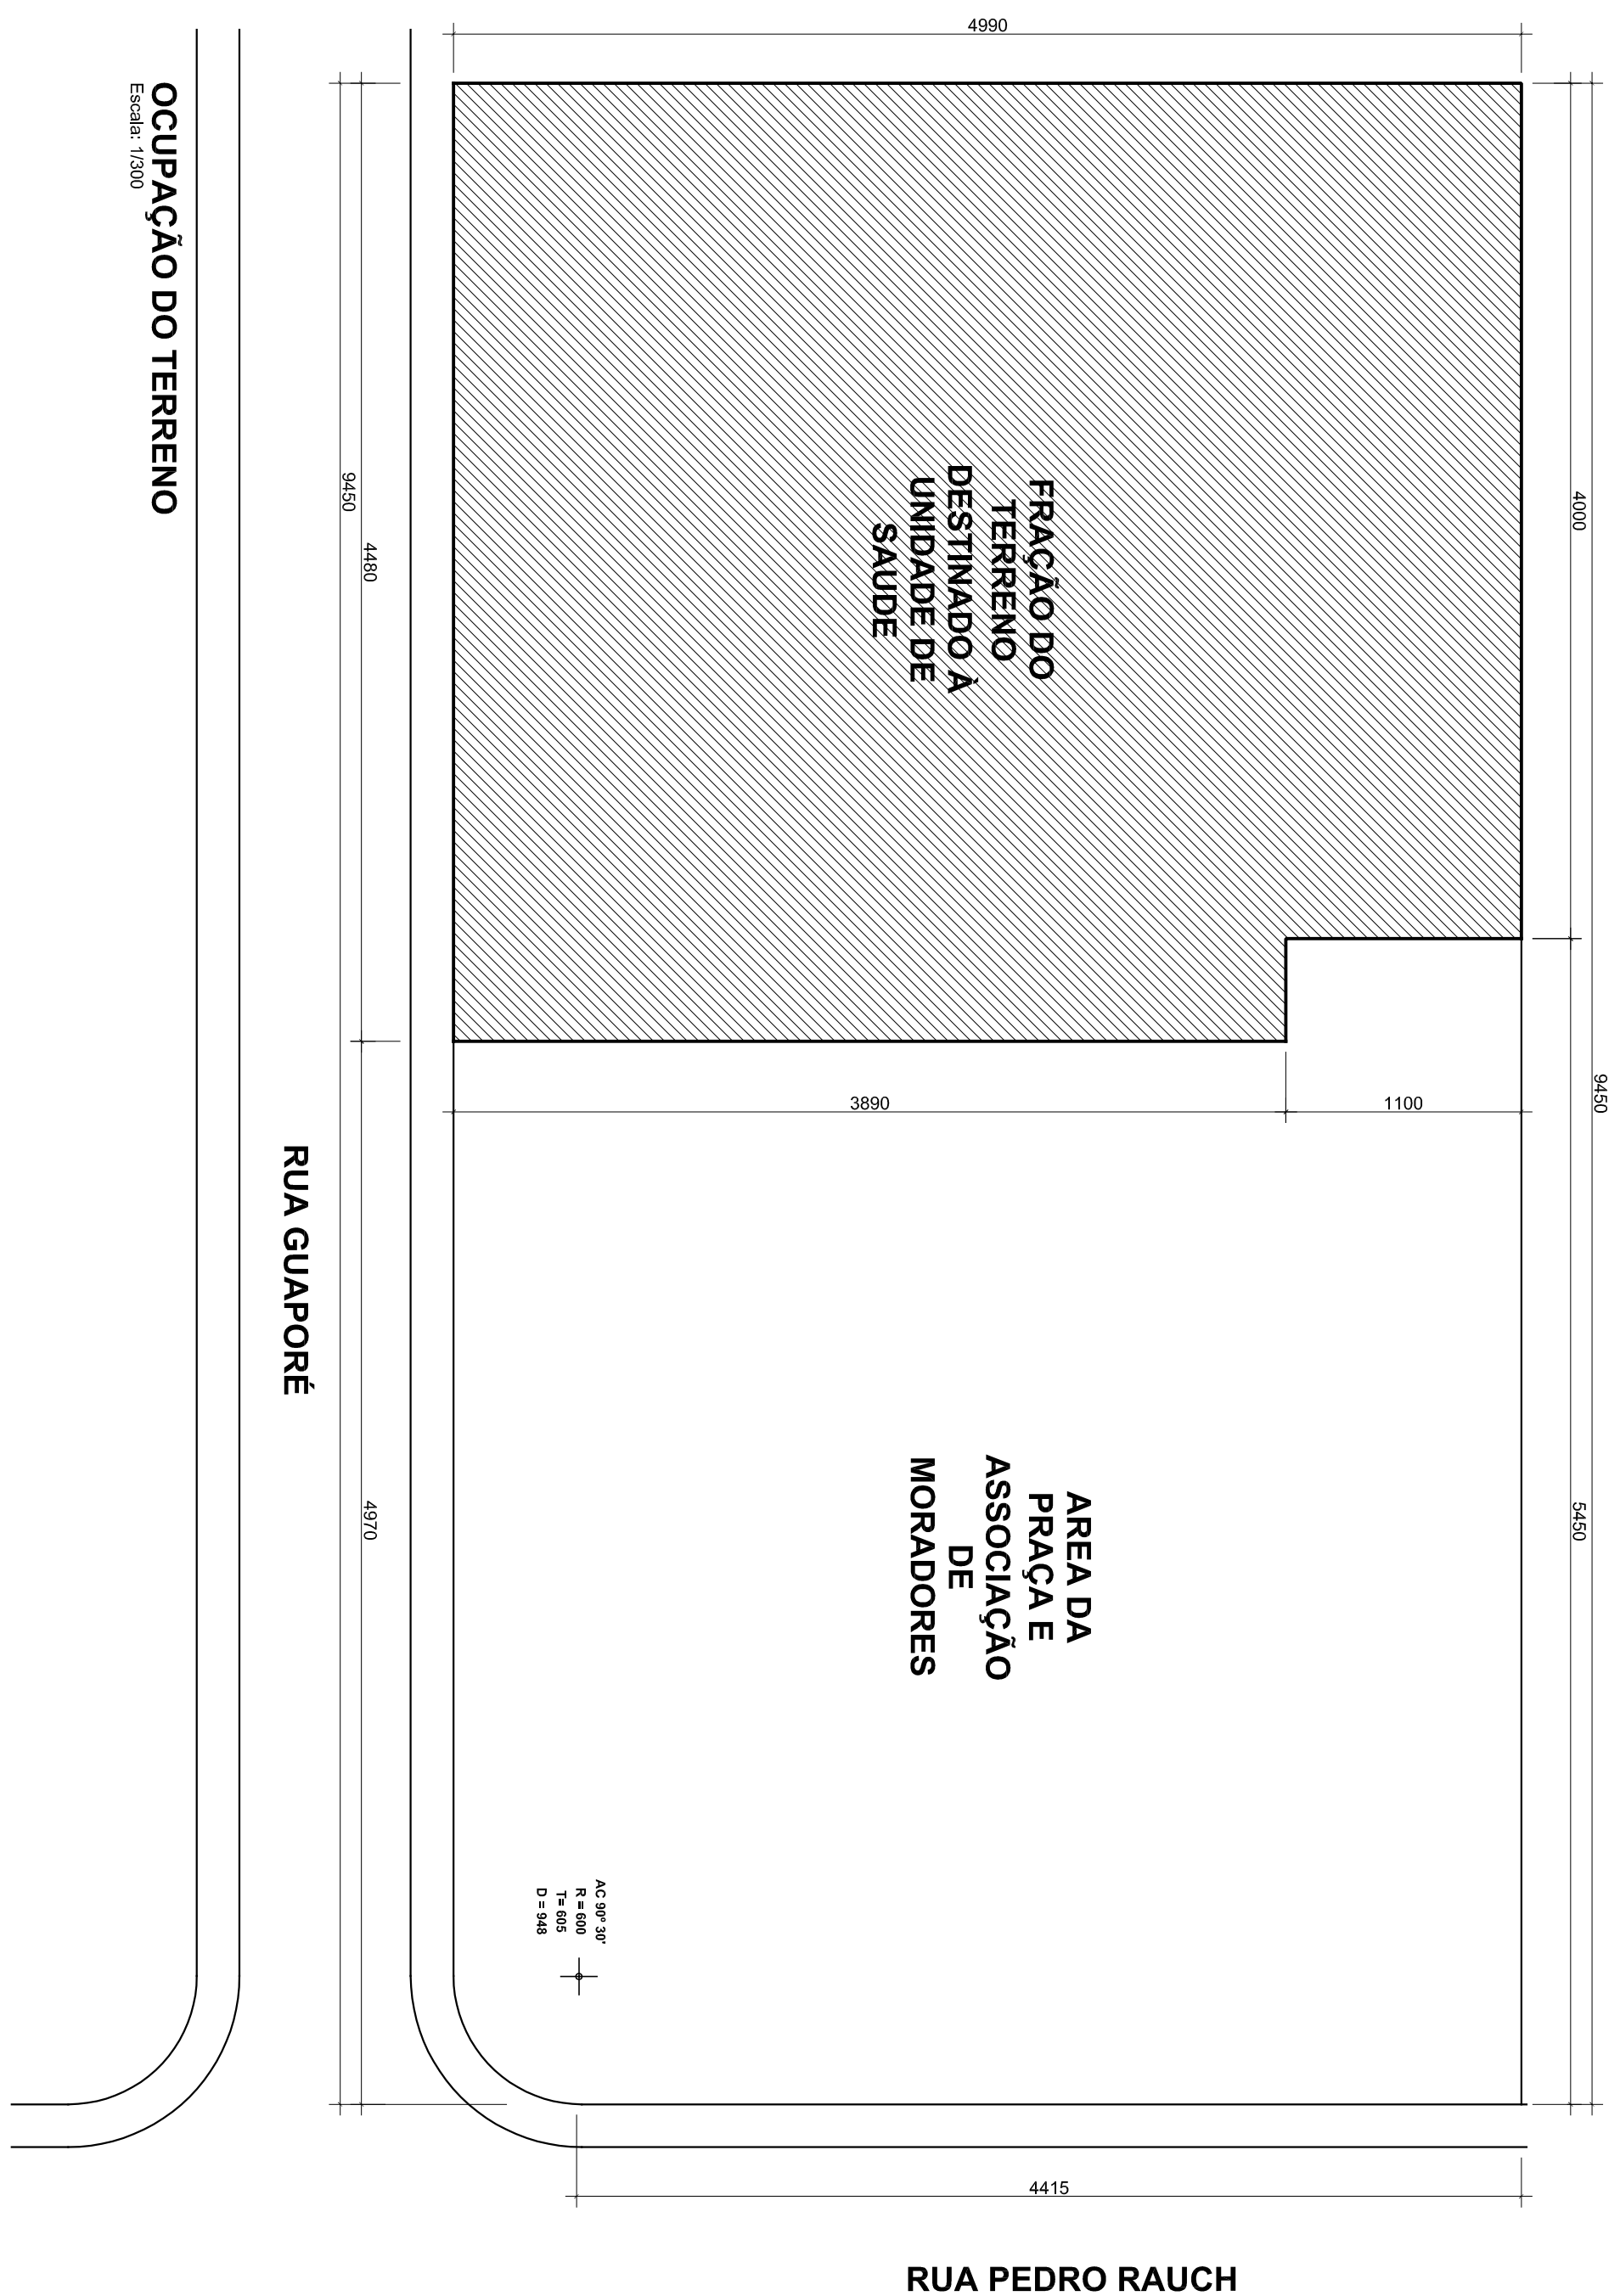 4990
OCUPAÇÃO DO TERRENO
Escala: 1/300
FRAÇÃO DO
TERRENO
DESTINADO À
UNIDADE DE
SAUDE
4000
9450
9450
4480
4970
5450
3890
1100
RUA GUAPORÉ
AREA DA
PRAÇA E
ASSOCIAÇÃO
DE
MORADORES
AC 90º 30'
R = 600
T= 605
D = 948
4415
RUA PEDRO RAUCH